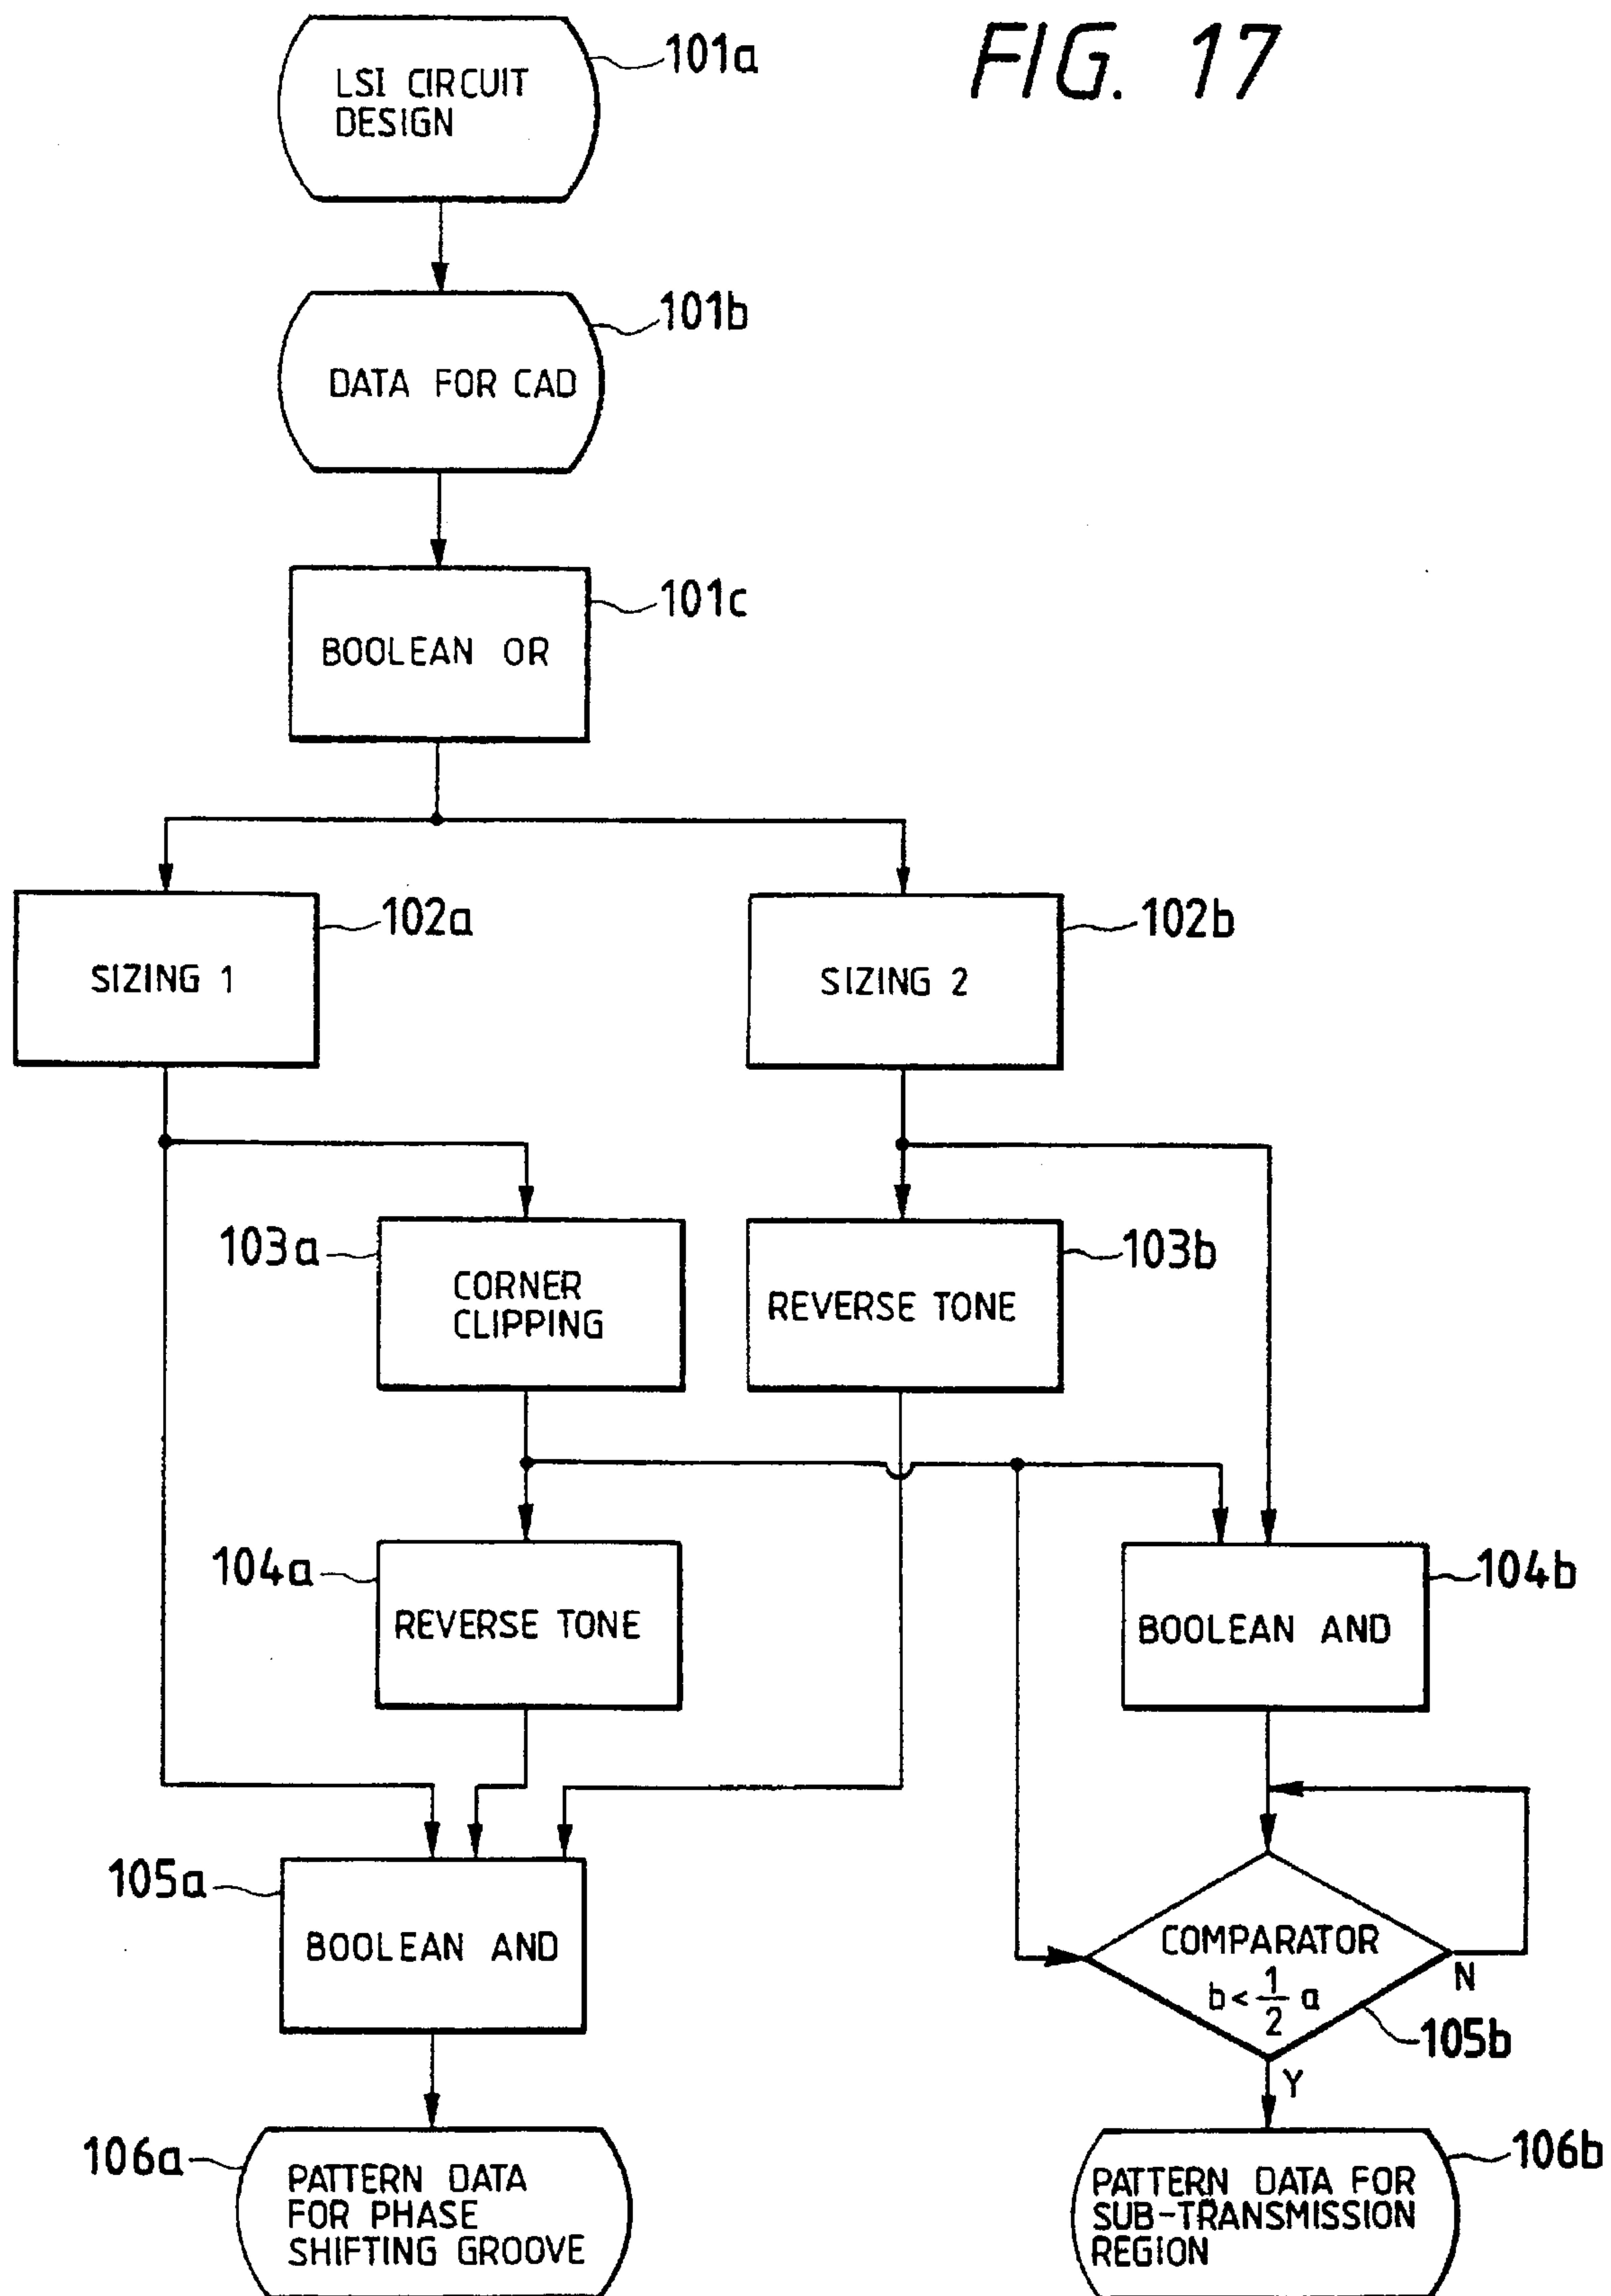 FIG. 17
101a
LSI CIRCUIT
DESIGN
101b
DATA FOR CAD
101c
BOOLEAN OR
102a
SIZING 1
102b
SIZING 2
103a
CORNER
CLIPPING
103b
REVERSE TONE
104a
REVERSE TONE
104b
BOOLEAN AND
105a
BOOLEAN AND
COMPARATOR
b < 1/2 a
N
105b
Y
106a
PATTERN DATA
FOR PHASE
SHIFTING GROOVE
106b
PATTERN DATA FOR
SUB-TRANSMISSION
REGION